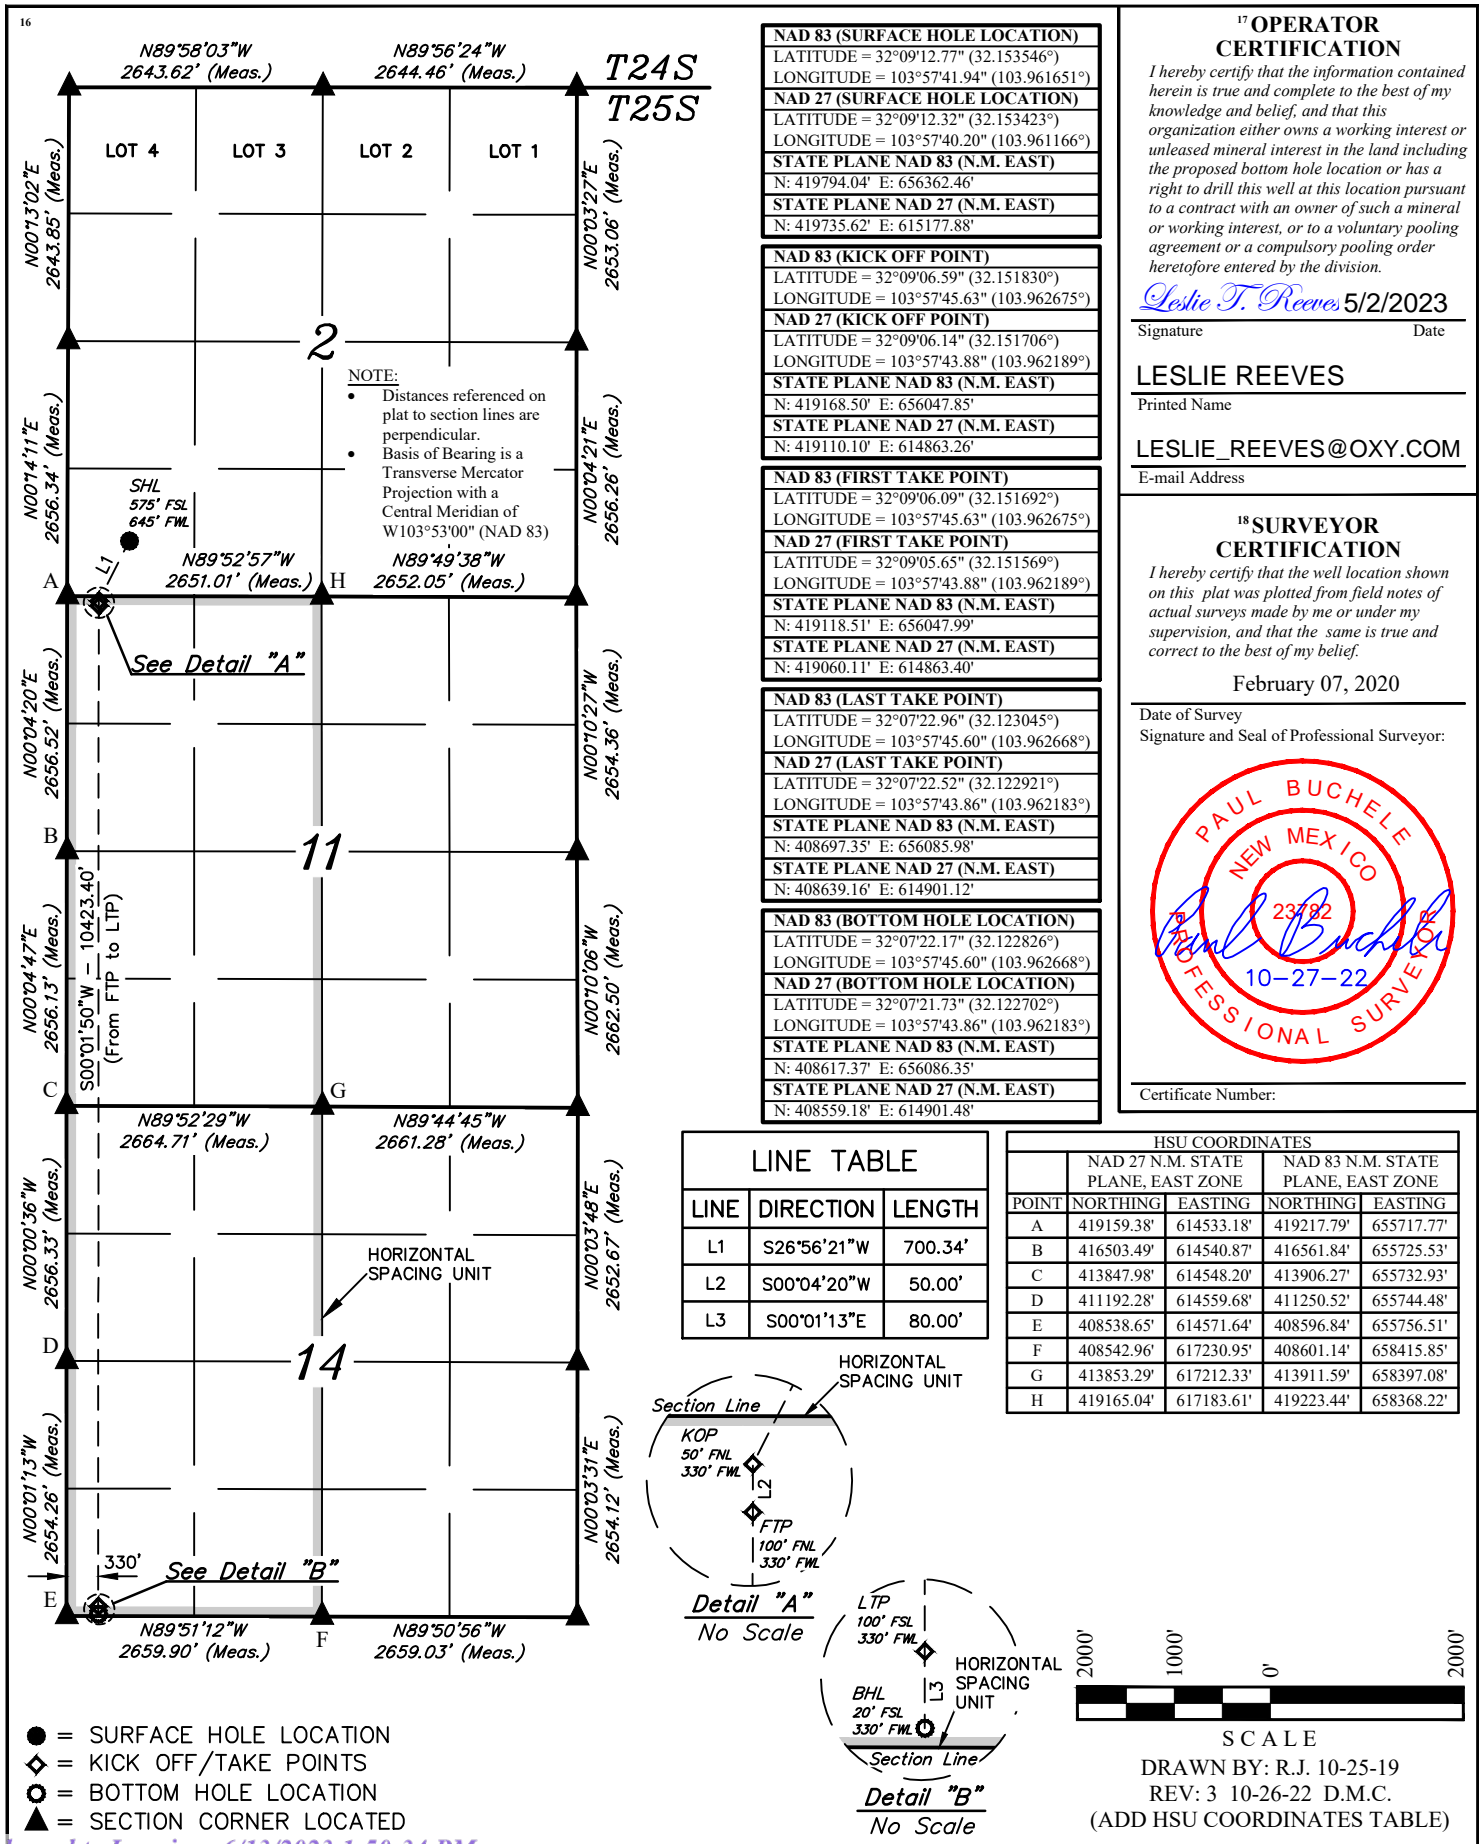 16
N89°58'03"W
2643.62' (Meas.)
N89°56'24"W
2644.46' (Meas.)
T24S
T25S
LOT 4
LOT 3
LOT 2
LOT 1
N00°13'02"E
2643.85' (Meas.)
N00°03'27"E
2653.06' (Meas.)
2
NOTE:
• Distances referenced on
plat to section lines are
perpendicular.
• Basis of Bearing is a
Transverse Mercator
Projection with a
Central Meridian of
W103°53'00" (NAD 83)
N00°14'11"E
2656.34' (Meas.)
N00°04'21"E
2656.26' (Meas.)
SHL
575' FSL
645' FWL
L1
N89°52'57"W
2651.01' (Meas.)
N89°49'38"W
2652.05' (Meas.)
A
H
See Detail "A"
N00°04'20"E
2656.52' (Meas.)
N00°10'27"W
2654.36' (Meas.)
B
11
S00°01'50"W – 10423.40'
(From FTP to LTP)
N00°04'47"E
2656.13' (Meas.)
N00°10'06"W
2662.50' (Meas.)
C
G
N89°52'29"W
2664.71' (Meas.)
N89°44'45"W
2661.28' (Meas.)
N00°00'36"W
2656.33' (Meas.)
N00°03'48"E
2652.67' (Meas.)
HORIZONTAL
SPACING UNIT
D
14
N00°01'13"W
2654.26' (Meas.)
N00°03'31"E
2654.12' (Meas.)
330'
See Detail "B"
E
F
N89°51'12"W
2659.90' (Meas.)
N89°50'56"W
2659.03' (Meas.)
= SURFACE HOLE LOCATION
= KICK OFF/TAKE POINTS
= BOTTOM HOLE LOCATION
= SECTION CORNER LOCATED
NAD 83 (SURFACE HOLE LOCATION)
LATITUDE = 32°09'12.77" (32.153546°)
LONGITUDE = 103°57'41.94" (103.961651°)
NAD 27 (SURFACE HOLE LOCATION)
LATITUDE = 32°09'12.32" (32.153423°)
LONGITUDE = 103°57'40.20" (103.961166°)
STATE PLANE NAD 83 (N.M. EAST)
N: 419794.04' E: 656362.46'
STATE PLANE NAD 27 (N.M. EAST)
N: 419735.62' E: 615177.88'
NAD 83 (KICK OFF POINT)
LATITUDE = 32°09'06.59" (32.151830°)
LONGITUDE = 103°57'45.63" (103.962675°)
NAD 27 (KICK OFF POINT)
LATITUDE = 32°09'06.14" (32.151706°)
LONGITUDE = 103°57'43.88" (103.962189°)
STATE PLANE NAD 83 (N.M. EAST)
N: 419168.50' E: 656047.85'
STATE PLANE NAD 27 (N.M. EAST)
N: 419110.10' E: 614863.26'
NAD 83 (FIRST TAKE POINT)
LATITUDE = 32°09'06.09" (32.151692°)
LONGITUDE = 103°57'45.63" (103.962675°)
NAD 27 (FIRST TAKE POINT)
LATITUDE = 32°09'05.65" (32.151569°)
LONGITUDE = 103°57'43.88" (103.962189°)
STATE PLANE NAD 83 (N.M. EAST)
N: 419118.51' E: 656047.99'
STATE PLANE NAD 27 (N.M. EAST)
N: 419060.11' E: 614863.40'
NAD 83 (LAST TAKE POINT)
LATITUDE = 32°07'22.96" (32.123045°)
LONGITUDE = 103°57'45.60" (103.962668°)
NAD 27 (LAST TAKE POINT)
LATITUDE = 32°07'22.52" (32.122921°)
LONGITUDE = 103°57'43.86" (103.962183°)
STATE PLANE NAD 83 (N.M. EAST)
N: 408697.35' E: 656085.98'
STATE PLANE NAD 27 (N.M. EAST)
N: 408639.16' E: 614901.12'
NAD 83 (BOTTOM HOLE LOCATION)
LATITUDE = 32°07'22.17" (32.122826°)
LONGITUDE = 103°57'45.60" (103.962668°)
NAD 27 (BOTTOM HOLE LOCATION)
LATITUDE = 32°07'21.73" (32.122702°)
LONGITUDE = 103°57'43.86" (103.962183°)
STATE PLANE NAD 83 (N.M. EAST)
N: 408617.37' E: 656086.35'
STATE PLANE NAD 27 (N.M. EAST)
N: 408559.18' E: 614901.48'
17 OPERATOR
CERTIFICATION
I hereby certify that the information contained
herein is true and complete to the best of my
knowledge and belief, and that this
organization either owns a working interest or
unleased mineral interest in the land including
the proposed bottom hole location or has a
right to drill this well at this location pursuant
to a contract with an owner of such a mineral
or working interest, or to a voluntary pooling
agreement or a compulsory pooling order
heretofore entered by the division.
Leslie T. Reeves 5/2/2023
Signature Date
LESLIE REEVES
Printed Name
LESLIE_REEVES@OXY.COM
E-mail Address
18 SURVEYOR
CERTIFICATION
I hereby certify that the well location shown
on this plat was plotted from field notes of
actual surveys made by me or under my
supervision, and that the same is true and
correct to the best of my belief.
February 07, 2020
Date of Survey
Signature and Seal of Professional Surveyor:
PAUL BUCHELE
NEW MEXICO
23782
Paul Buchele
10-27-22
PROFESSIONAL SURVEYOR
Certificate Number:
LINE TABLE
LINE DIRECTION LENGTH
L1 S26°56'21"W 700.34'
L2 S00°04'20"W 50.00'
L3 S00°01'13"E 80.00'
HSU COORDINATES
NAD 27 N.M. STATE PLANE, EAST ZONE NAD 83 N.M. STATE PLANE, EAST ZONE
POINT NORTHING EASTING NORTHING EASTING
A 419159.38' 614533.18' 419217.79' 655717.77'
B 416503.49' 614540.87' 416561.84' 655725.53'
C 413847.98' 614548.20' 413906.27' 655732.93'
D 411192.28' 614559.68' 411250.52' 655744.48'
E 408538.65' 614571.64' 408596.84' 655756.51'
F 408542.96' 617230.95' 408601.14' 658415.85'
G 413853.29' 617212.33' 413911.59' 658397.08'
H 419165.04' 617183.61' 419223.44' 658368.22'
HORIZONTAL
SPACING UNIT
Section Line
KOP
50' FNL
330' FWL
L2
FTP
100' FNL
330' FWL
Detail "A"
No Scale
LTP
100' FSL
330' FWL
HORIZONTAL
SPACING
UNIT
L3
BHL
20' FSL
330' FWL
Section Line
Detail "B"
No Scale
2000'
1000'
0'
2000'
SCALE
DRAWN BY: R.J. 10-25-19
REV: 3 10-26-22 D.M.C.
(ADD HSU COORDINATES TABLE)
6/13/2023 1:50:34 PM